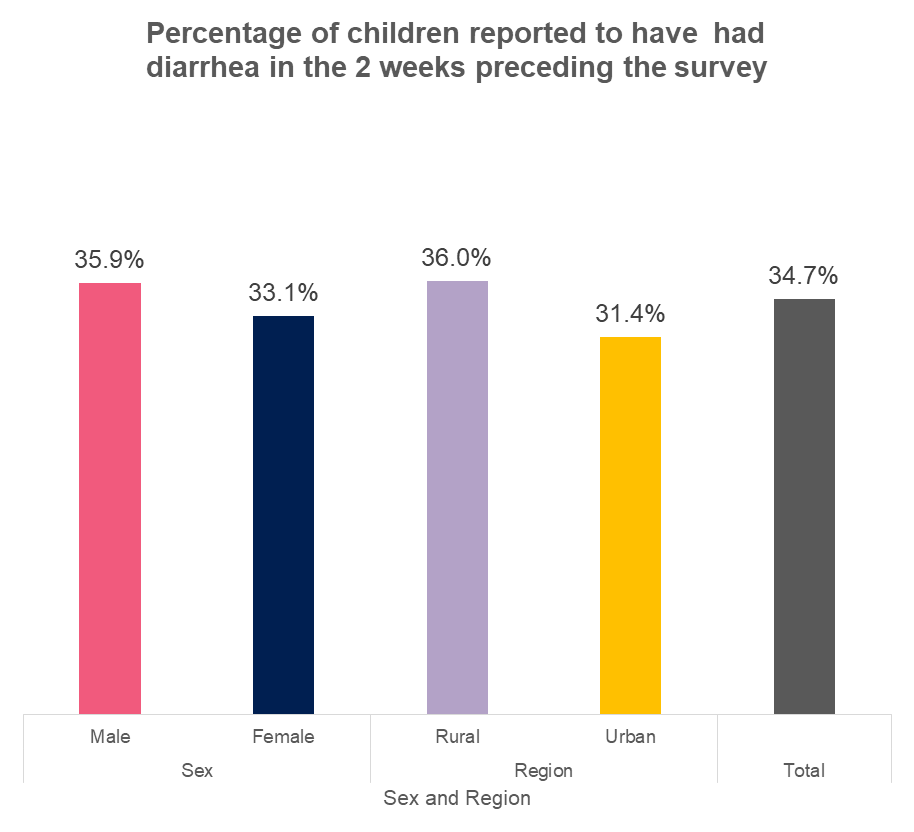 Percentage of children reported to have  had
diarrhea in the 2 weeks preceding the survey
35.9%
33.1%
36.0%
31.4%
34.7%
Male
Female
Rural
Urban
Sex
Region
Total
Sex and Region